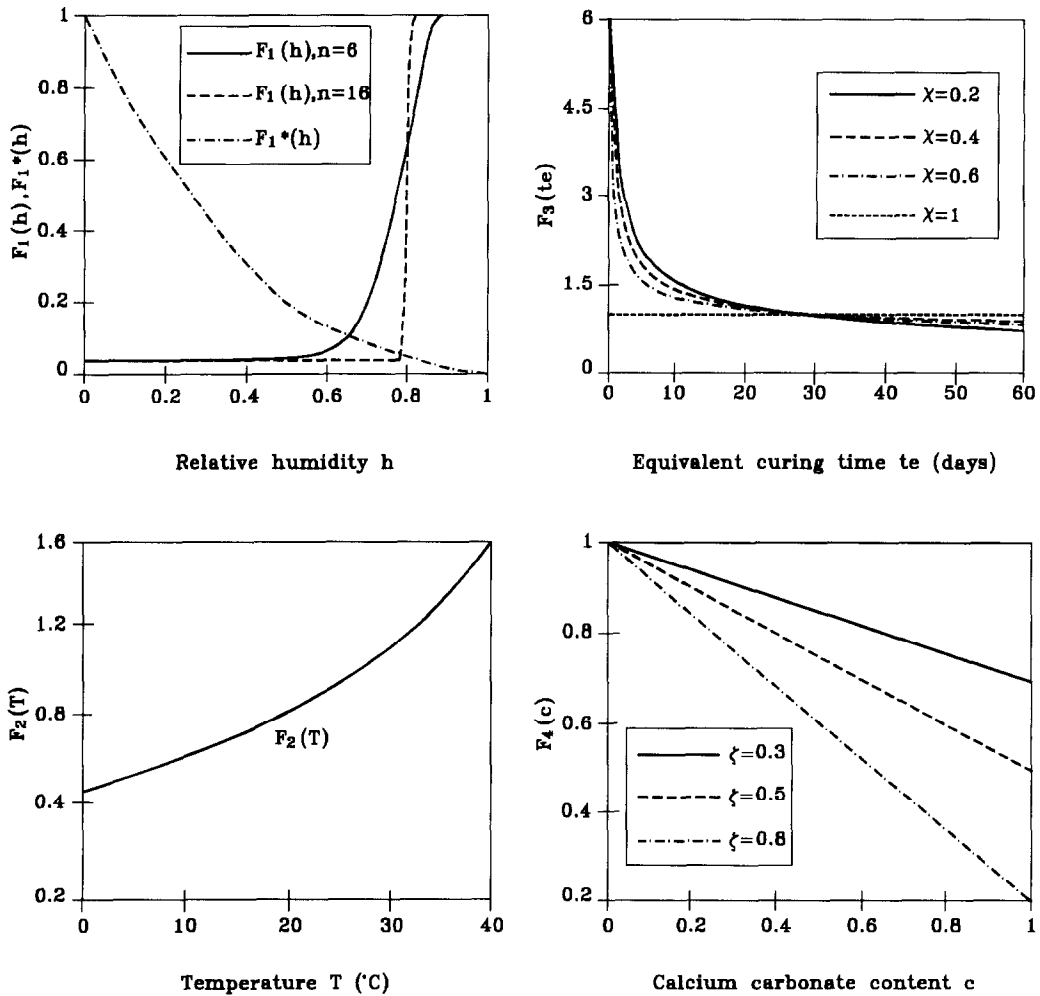 F1(h),F1*(h)
1
0.8
0.6
0.4
0.2
0
F1(h),n=6
F1(h),n=16
F1*(h)
0 0.2 0.4 0.6 0.8 1
Relative humidity h
F3(te)
6
4.5
3
1.5
0
χ=0.2
χ=0.4
χ=0.6
χ=1
0 10 20 30 40 50 60
Equivalent curing time te (days)
F2(T)
1.6
1.2
0.8
0.4
0.2
F2(T)
0 10 20 30 40
Temperature T (°C)
F4(c)
1
0.8
0.6
0.4
0.2
ζ=0.3
ζ=0.5
ζ=0.8
0 0.2 0.4 0.6 0.8 1
Calcium carbonate content c